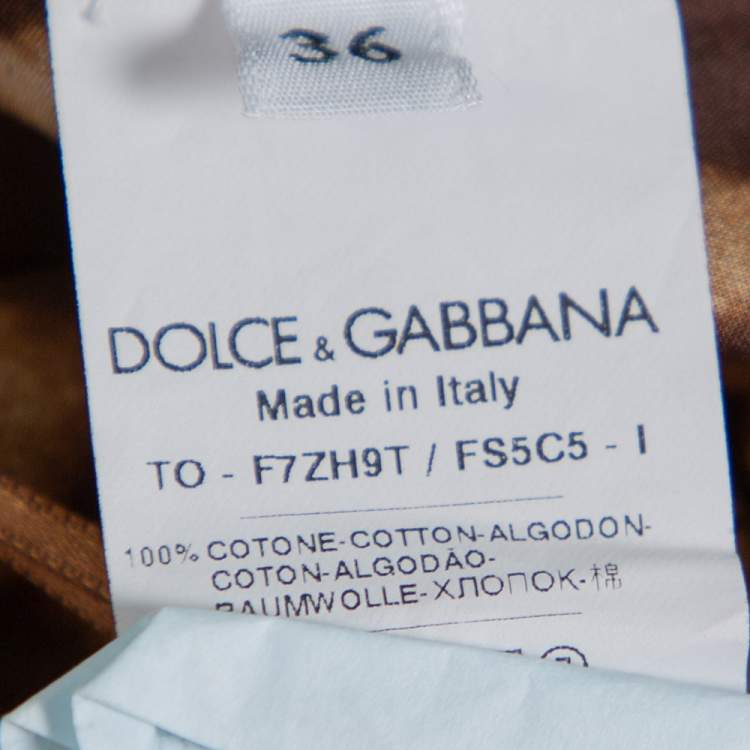 36
DOLCE & GABBANA
Made in Italy
TO - F7ZH9T / FS5C5 - I
100% COTONE-COTTON-ALGODON-
COTON-ALGODÃO-
BAUMWOLLE-ХЛОПОК-棉